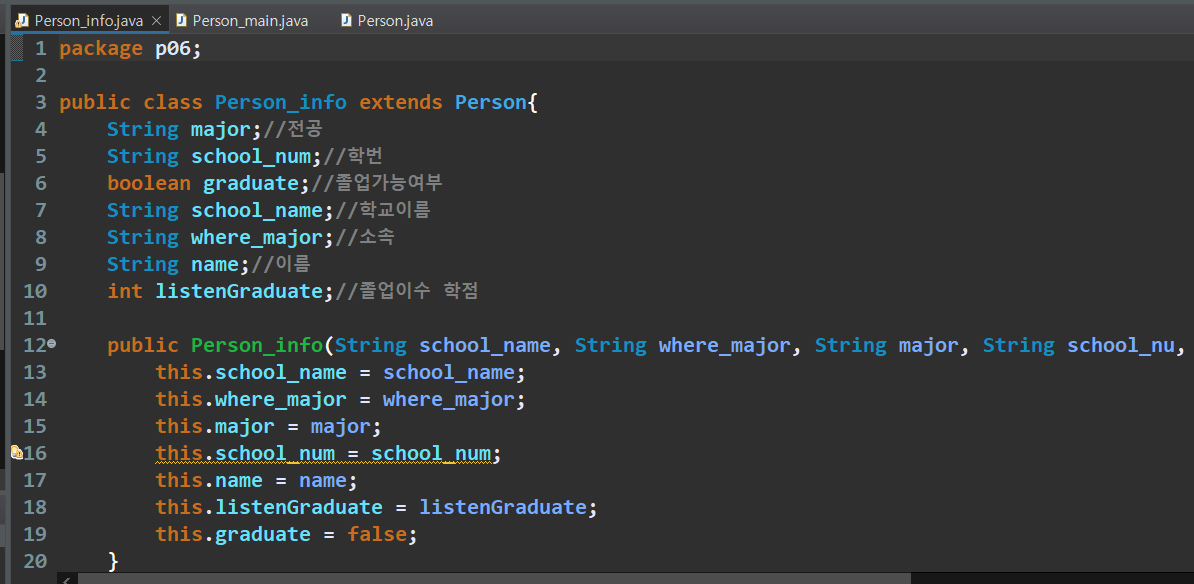 Person_info.java Person_main.java Person.java
1 package p06;
2
3 public class Person_info extends Person{
4 String major;//전공
5 String school_num;//학번
6 boolean graduate;//졸업가능여부
7 String school_name;//학교이름
8 String where_major;//소속
9 String name;//이름
10 int listenGraduate;//졸업이수 학점
11
12 public Person_info(String school_name, String where_major, String major, String school_nu,
13 this.school_name = school_name;
14 this.where_major = where_major;
15 this.major = major;
16 this.school_num = school_num;
17 this.name = name;
18 this.listenGraduate = listenGraduate;
19 this.graduate = false;
20 }